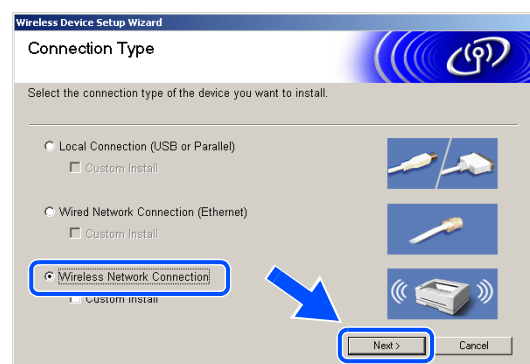 Wireless Device Setup Wizard
Connection Type
Select the connection type of the device you want to install.
Local Connection (USB or Parallel)
Custom Install
Wired Network Connection (Ethernet)
Custom Install
Wireless Network Connection
Custom Install
Next >
Cancel